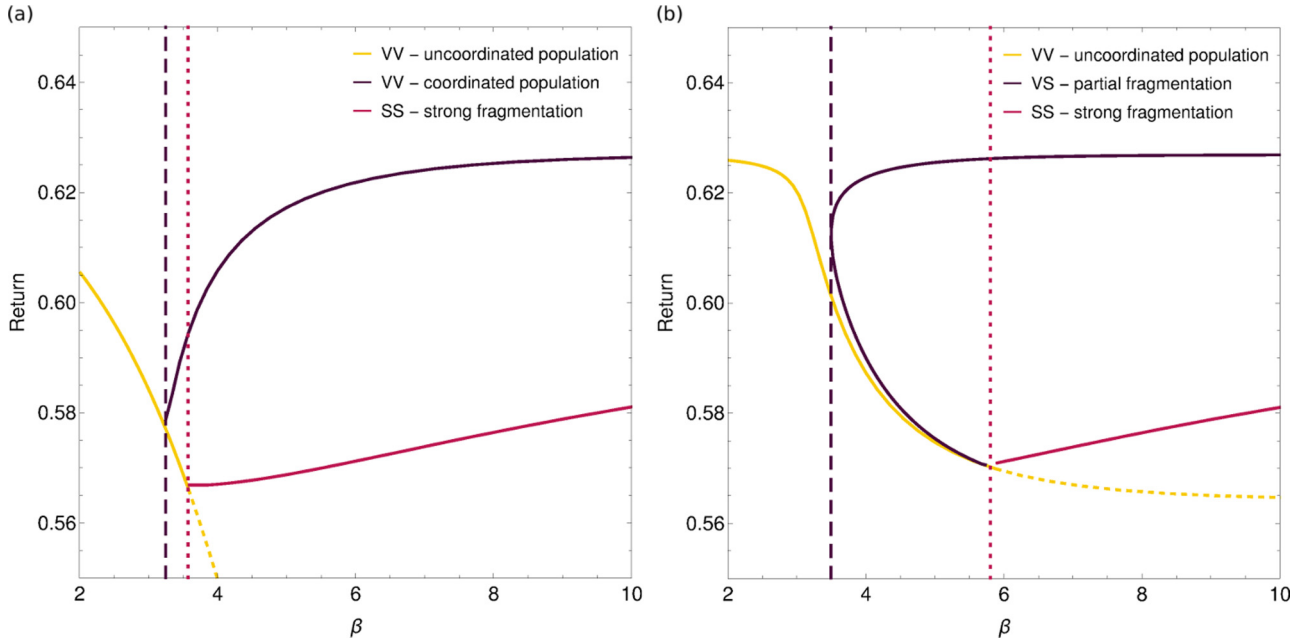 (a)
VV – uncoordinated population
VV – coordinated population
SS – strong fragmentation
0.64
0.62
0.60
0.58
0.56
Return
2
4
6
8
10
β
(b)
VV – uncoordinated population
VS – partial fragmentation
SS – strong fragmentation
0.64
0.62
0.60
0.58
0.56
Return
2
4
6
8
10
β